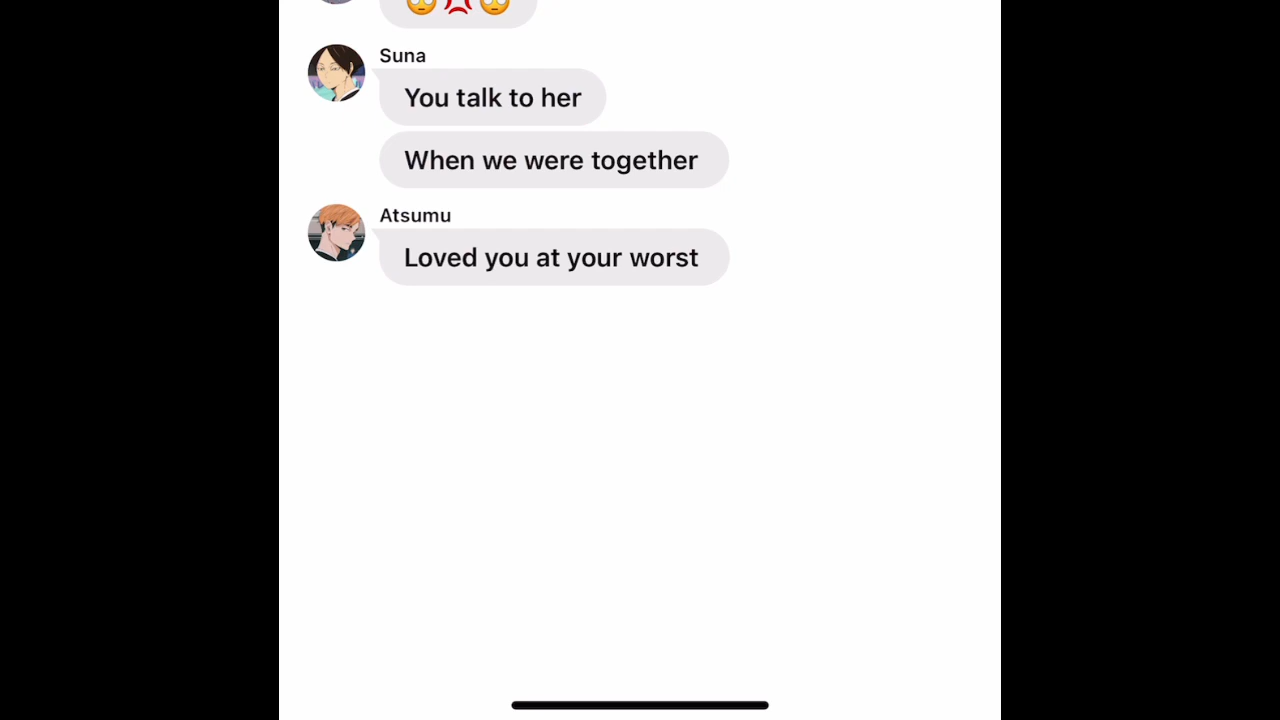 😳💢😳
Suna
You talk to her
When we were together
Atsumu
Loved you at your worst